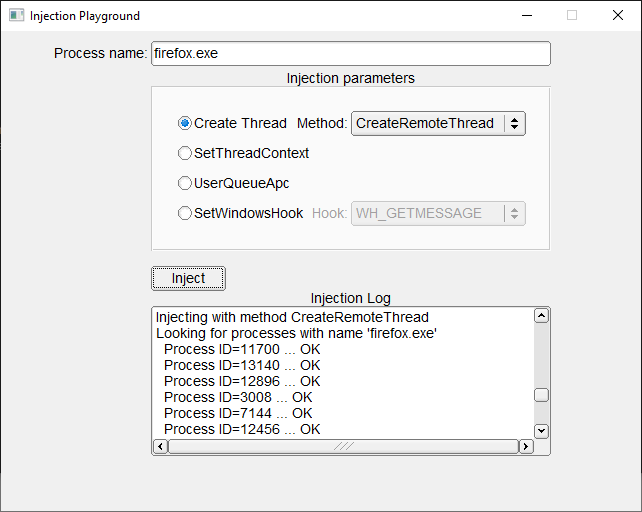 Injection Playground
Process name: firefox.exe
Injection parameters
Create Thread Method: CreateRemoteThread
SetThreadContext
UserQueueApc
SetWindowsHook Hook: WH_GETMESSAGE
Inject
Injection Log
Injecting with method CreateRemoteThread
Looking for processes with name 'firefox.exe'
Process ID=11700 ... OK
Process ID=13140 ... OK
Process ID=12896 ... OK
Process ID=3008 ... OK
Process ID=7144 ... OK
Process ID=12456 ... OK